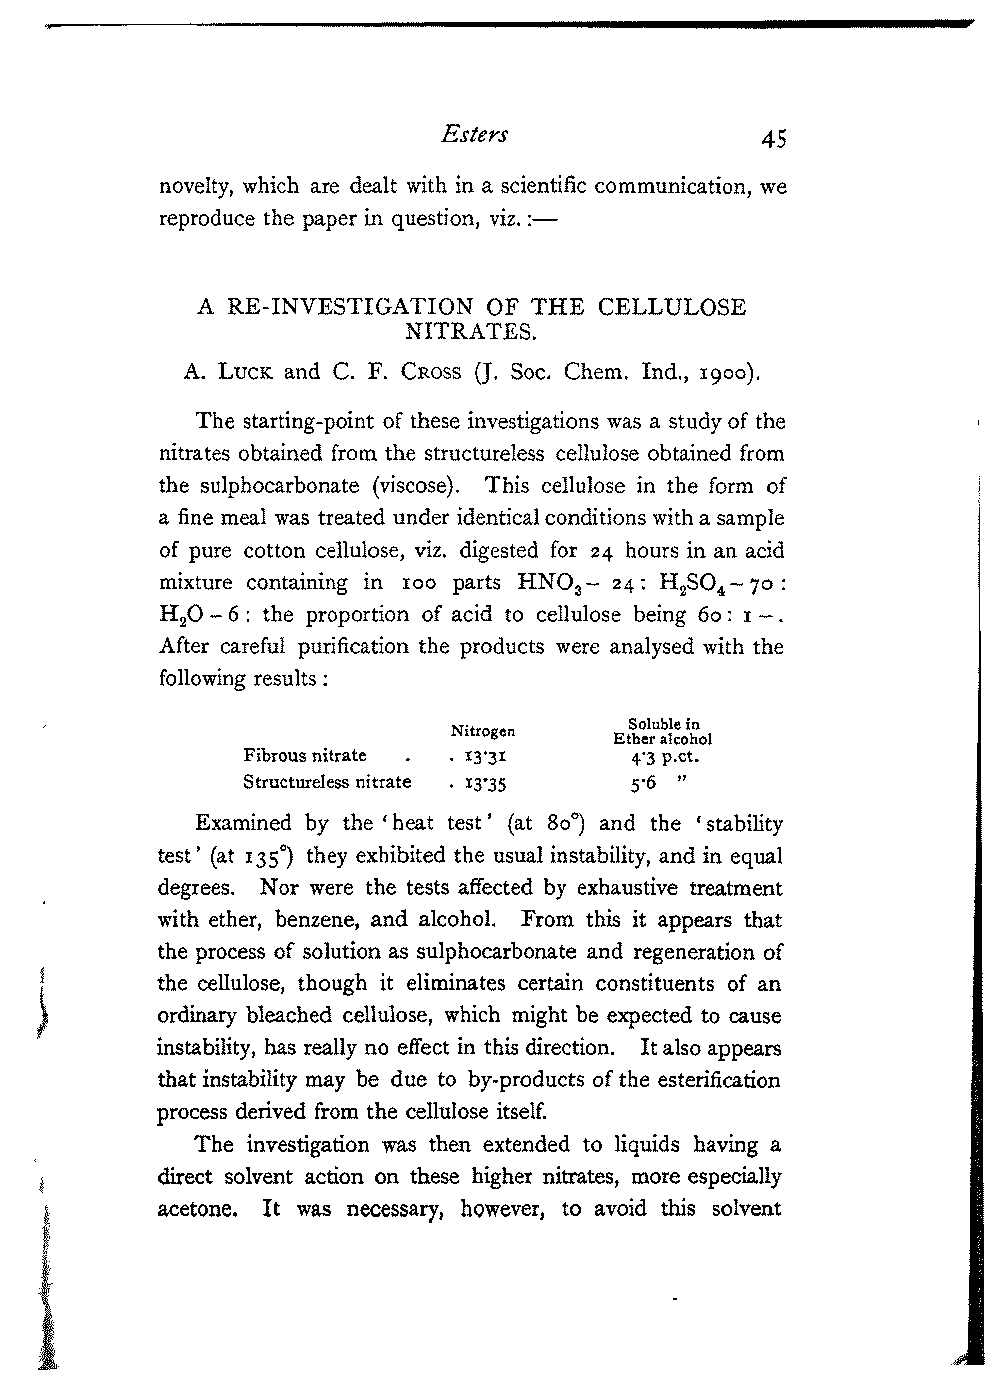 Esters 45
novelty, which are dealt with in a scientific communication, we
reproduce the paper in question, viz. :—
A RE-INVESTIGATION OF THE CELLULOSE
NITRATES.
A. LUCK and C. F. CROSS (J. Soc. Chem. Ind., 1900).
The starting-point of these investigations was a study of the
nitrates obtained from the structureless cellulose obtained from
the sulphocarbonate (viscose). This cellulose in the form of
a fine meal was treated under identical conditions with a sample
of pure cotton cellulose, viz. digested for 24 hours in an acid
mixture containing in 100 parts HNO₃– 24 : H₂SO₄– 70 :
H₂O – 6 : the proportion of acid to cellulose being 60 : 1 –.
After careful purification the products were analysed with the
following results :
Nitrogen Soluble in
Ether alcohol
Fibrous nitrate . . 13·31 4·3 p.ct.
Structureless nitrate . 13·35 5·6 ”
Examined by the ‘heat test’ (at 80°) and the ‘stability
test’ (at 135°) they exhibited the usual instability, and in equal
degrees. Nor were the tests affected by exhaustive treatment
with ether, benzene, and alcohol. From this it appears that
the process of solution as sulphocarbonate and regeneration of
the cellulose, though it eliminates certain constituents of an
ordinary bleached cellulose, which might be expected to cause
instability, has really no effect in this direction. It also appears
that instability may be due to by-products of the esterification
process derived from the cellulose itself.
The investigation was then extended to liquids having a
direct solvent action on these higher nitrates, more especially
acetone. It was necessary, however, to avoid this solvent